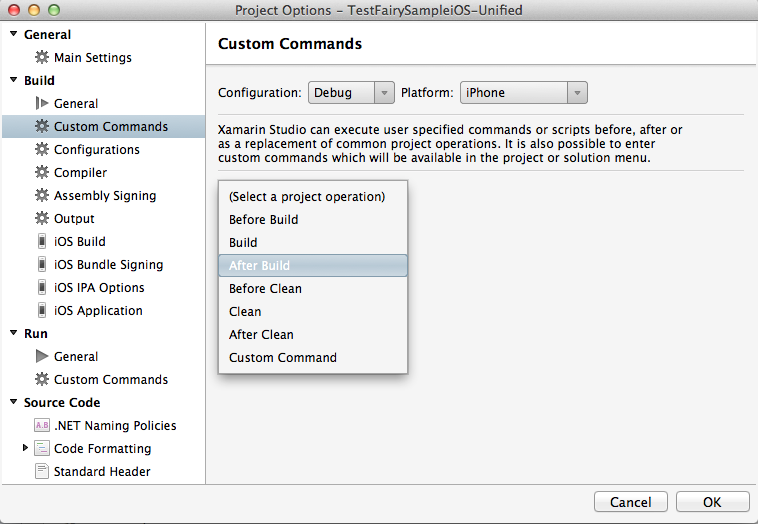 Project Options – TestFairySampleiOS-Unified
General
Main Settings
Build
General
Custom Commands
Configurations
Compiler
Assembly Signing
Output
iOS Build
iOS Bundle Signing
iOS IPA Options
iOS Application
Run
General
Custom Commands
Source Code
A.B .NET Naming Policies
Code Formatting
Standard Header
Custom Commands
Configuration: Debug Platform: iPhone
Xamarin Studio can execute user specified commands or scripts before, after or
as a replacement of common project operations. It is also possible to enter
custom commands which will be available in the project or solution menu.
(Select a project operation)
Before Build
Build
After Build
Before Clean
Clean
After Clean
Custom Command
Cancel OK